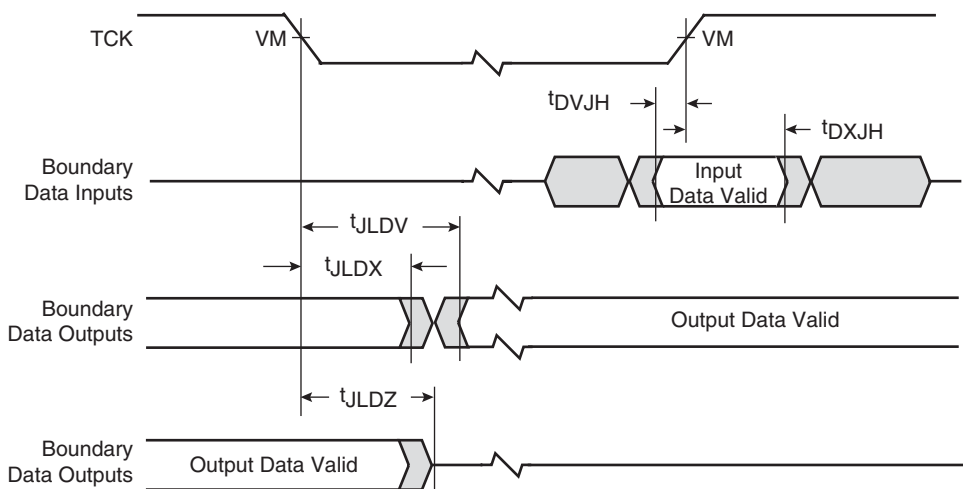 TCK
VM
VM
tDVJH
tDXJH
Boundary
Data Inputs
Input
Data Valid
tJLDV
tJLDX
Boundary
Data Outputs
Output Data Valid
tJLDZ
Boundary
Data Outputs
Output Data Valid